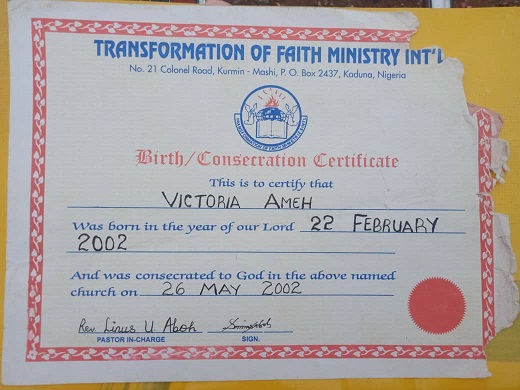 TRANSFORMATION OF FAITH MINISTRY INT'L
No. 21 Colonel Road, Kurmin - Mashi, P. O. Box 2437, Kaduna, Nigeria
Birth/Consecration Certificate
This is to certify that
VICTORIA AMEH
Was born in the year of our Lord 22 FEBRUARY
2002
And was consecrated to God in the above named
church on 26 MAY 2002
Rev Linus U. Aboh
PASTOR IN-CHARGE SIGN.